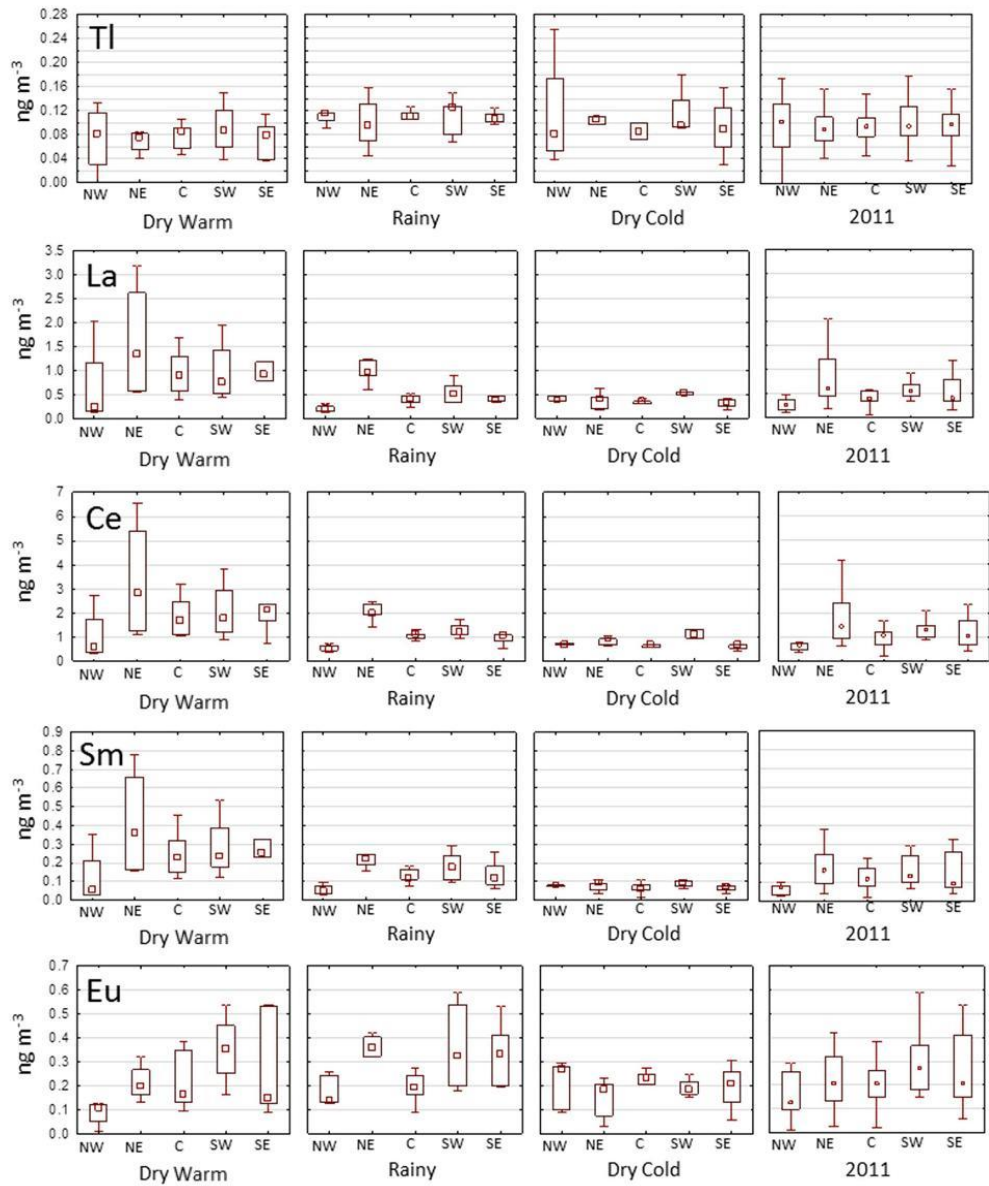 Tl
ng m⁻³
0.28
0.24
0.20
0.16
0.12
0.08
0.04
0.00
NW NE C SW SE NW NE C SW SE NW NE C SW SE NW NE C SW SE
Dry Warm Rainy Dry Cold 2011
La
ng m⁻³
3.5
3.0
2.5
2.0
1.5
1.0
0.5
0.0
NW NE C SW SE NW NE C SW SE NW NE C SW SE NW NE C SW SE
Dry Warm Rainy Dry Cold 2011
Ce
ng m⁻³
7
6
5
4
3
2
1
0
NW NE C SW SE NW NE C SW SE NW NE C SW SE NW NE C SW SE
Dry Warm Rainy Dry Cold 2011
Sm
ng m⁻³
0.9
0.8
0.7
0.6
0.5
0.4
0.3
0.2
0.1
0.0
NW NE C SW SE NW NE C SW SE NW NE C SW SE NW NE C SW SE
Dry Warm Rainy Dry Cold 2011
Eu
ng m⁻³
0.7
0.6
0.5
0.4
0.3
0.2
0.1
0.0
NW NE C SW SE NW NE C SW SE NW NE C SW SE NW NE C SW SE
Dry Warm Rainy Dry Cold 2011